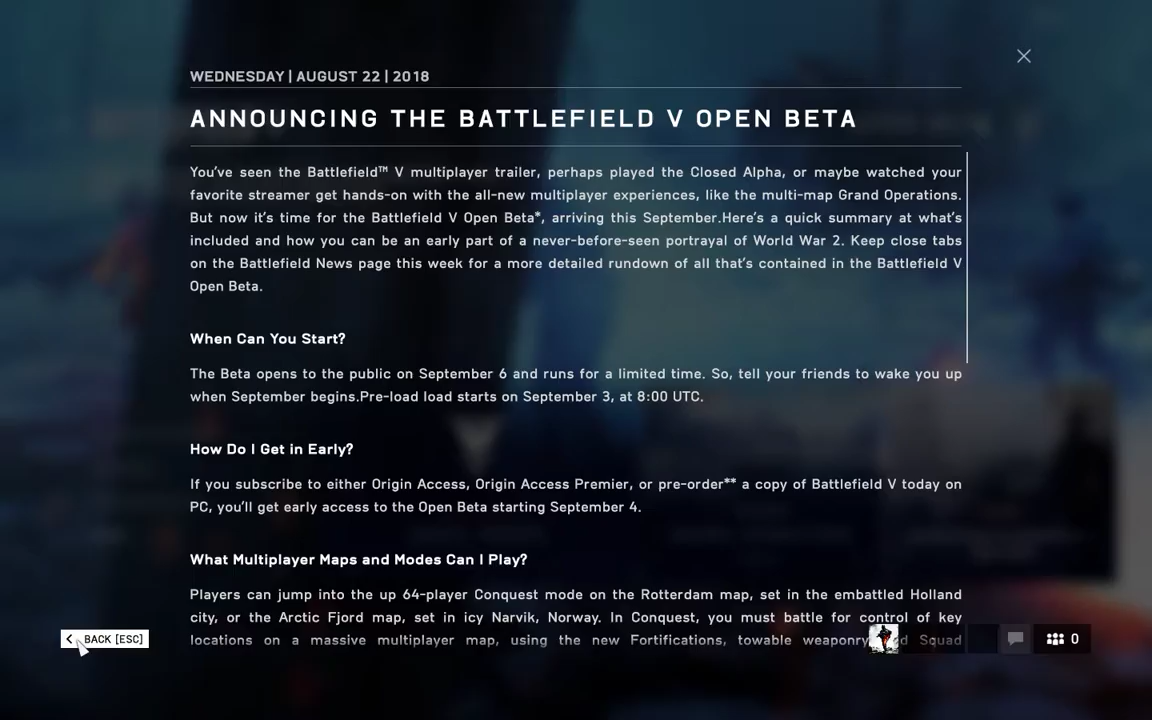 WEDNESDAY | AUGUST 22 | 2018
ANNOUNCING THE BATTLEFIELD V OPEN BETA
You've seen the Battlefield™ V multiplayer trailer, perhaps played the Closed Alpha, or maybe watched your
favorite streamer get hands-on with the all-new multiplayer experiences, like the multi-map Grand Operations.
But now it's time for the Battlefield V Open Beta*, arriving this September.Here's a quick summary at what's
included and how you can be an early part of a never-before-seen portrayal of World War 2. Keep close tabs
on the Battlefield News page this week for a more detailed rundown of all that's contained in the Battlefield V
Open Beta.
When Can You Start?
The Beta opens to the public on September 6 and runs for a limited time. So, tell your friends to wake you up
when September begins.Pre-load load starts on September 3, at 8:00 UTC.
How Do I Get in Early?
If you subscribe to either Origin Access, Origin Access Premier, or pre-order** a copy of Battlefield V today on
PC, you'll get early access to the Open Beta starting September 4.
What Multiplayer Maps and Modes Can I Play?
Players can jump into the up 64-player Conquest mode on the Rotterdam map, set in the embattled Holland
city, or the Arctic Fjord map, set in icy Narvik, Norway. In Conquest, you must battle for control of key
locations on a massive multiplayer map, using the new Fortifications, towable weaponry Squad
BACK [ESC]
0